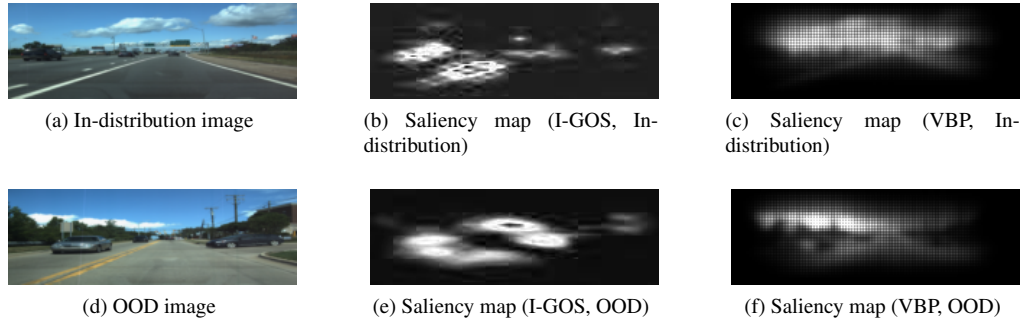 (a) In-distribution image
(b) Saliency map (I-GOS, In-
distribution)
(c) Saliency map (VBP, In-
distribution)
(d) OOD image
(e) Saliency map (I-GOS, OOD)
(f) Saliency map (VBP, OOD)